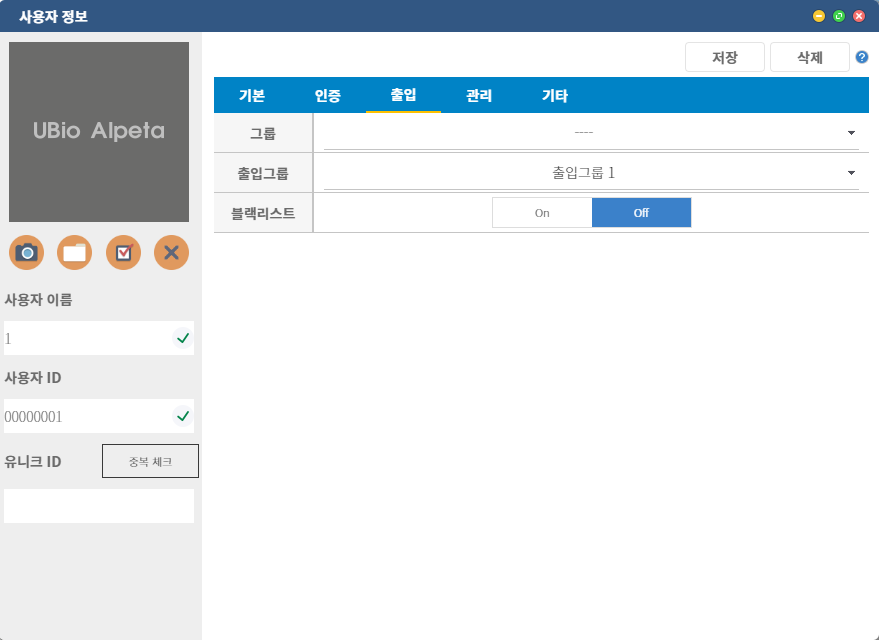 사용자 정보
UBio Alpeta
사용자 이름
1
사용자 ID
00000001
유니크 ID 중복 체크
저장 삭제
기본 인증 출입 관리 기타
그룹 ----
출입그룹 출입그룹 1
블랙리스트 On Off